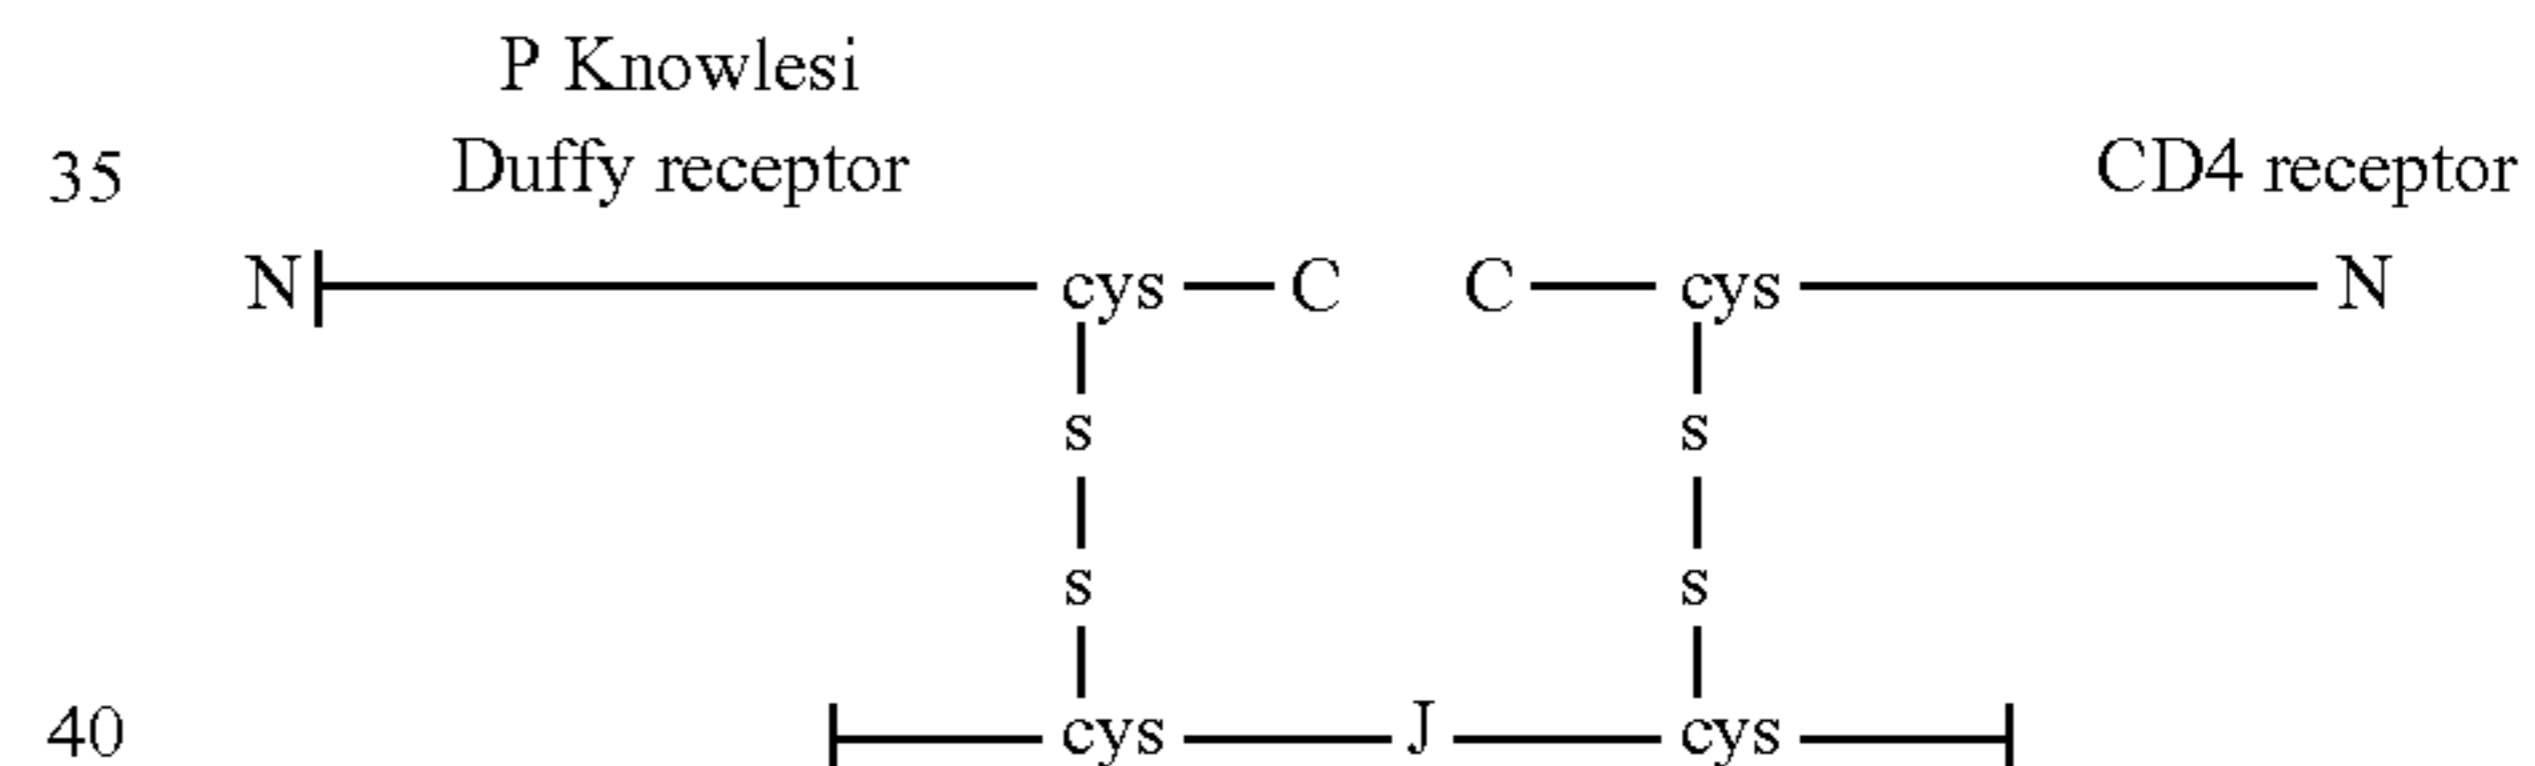 P Knowlesi
35 Duffy receptor CD4 receptor
N cys C C cys N
s s
s s
40 cys J cys